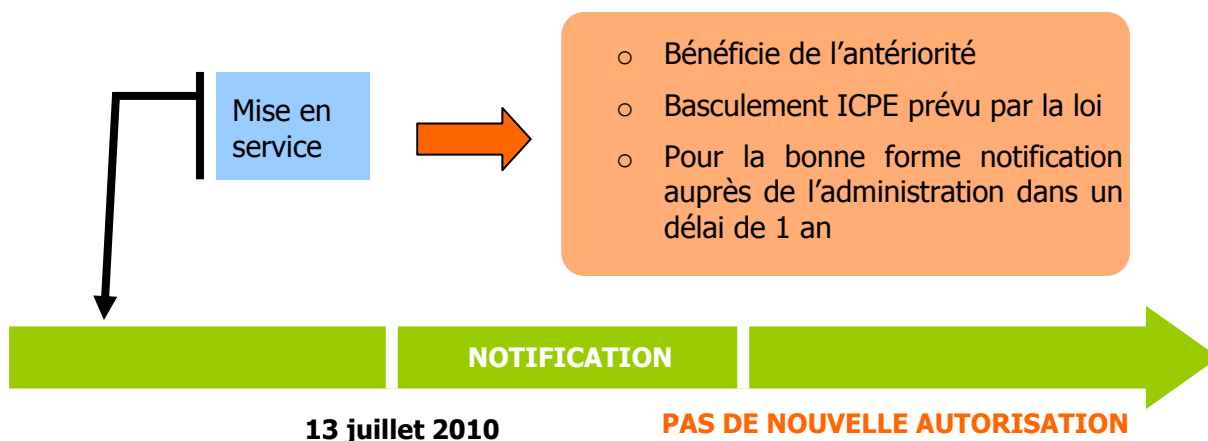 Mise en
service
o Bénéficie de l’antériorité
o Basculement ICPE prévu par la loi
o Pour la bonne forme notification
auprès de l’administration dans un
délai de 1 an
NOTIFICATION
13 juillet 2010
PAS DE NOUVELLE AUTORISATION